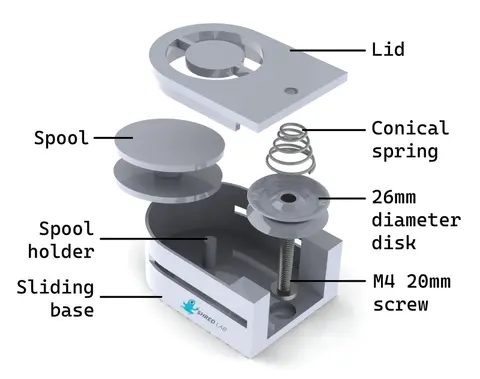 Lid
Spool
Conical
spring
26mm
diameter
disk
Spool
holder
Sliding
base
M4 20mm
screw
SHRED LAB